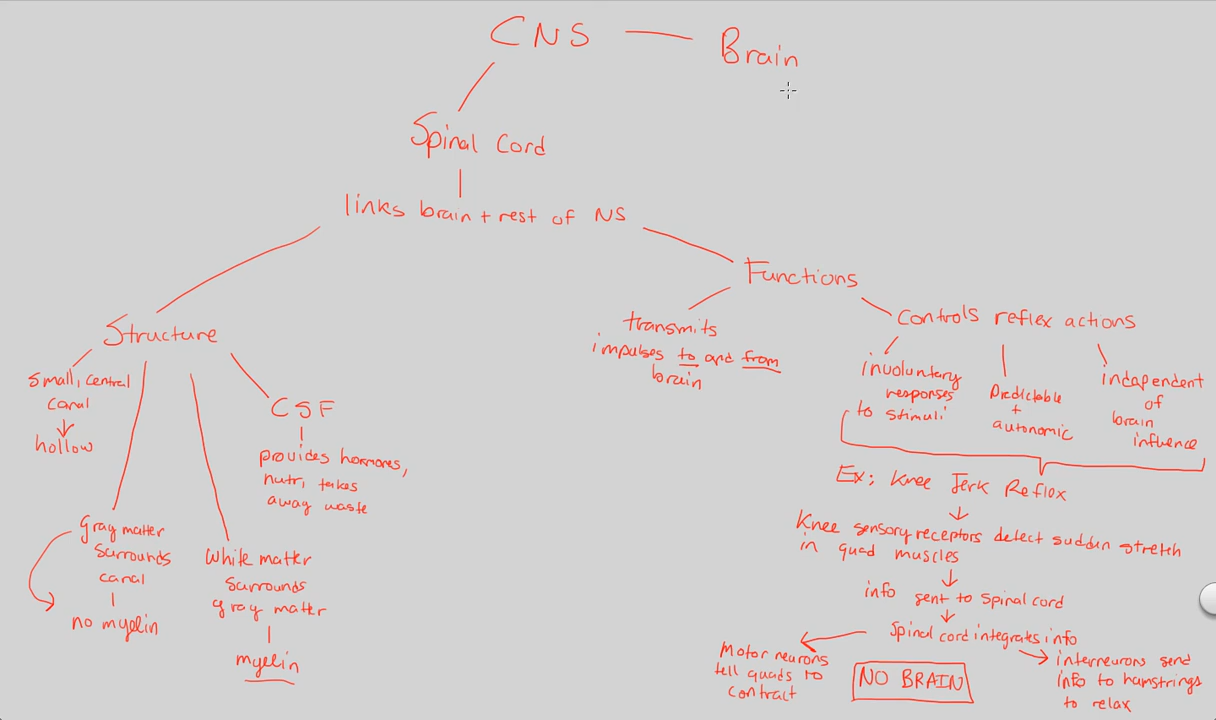 CNS
Brain
Spinal Cord
links brain + rest of NS
Structure
small, central
canal
hollow
Gray matter
surrounds
canal
no myelin
White matter
surrounds
gray matter
myelin
CSF
provides hormones,
nutr, takes
away waste
Functions
transmits
impulses to and from
brain
Controls reflex actions
involuntary
responses
to stimuli
Predictable
+
autonomic
indapendent
of
brain
influence
Ex: Knee Jerk Reflex
Knee sensory receptors detect sudden stretch
in quad muscles
info sent to Spinal cord
Spinal cord integrates info
Motor neurons
tell quads to
contract
NO BRAIN
interneurons send
info to hamstrings
to relax